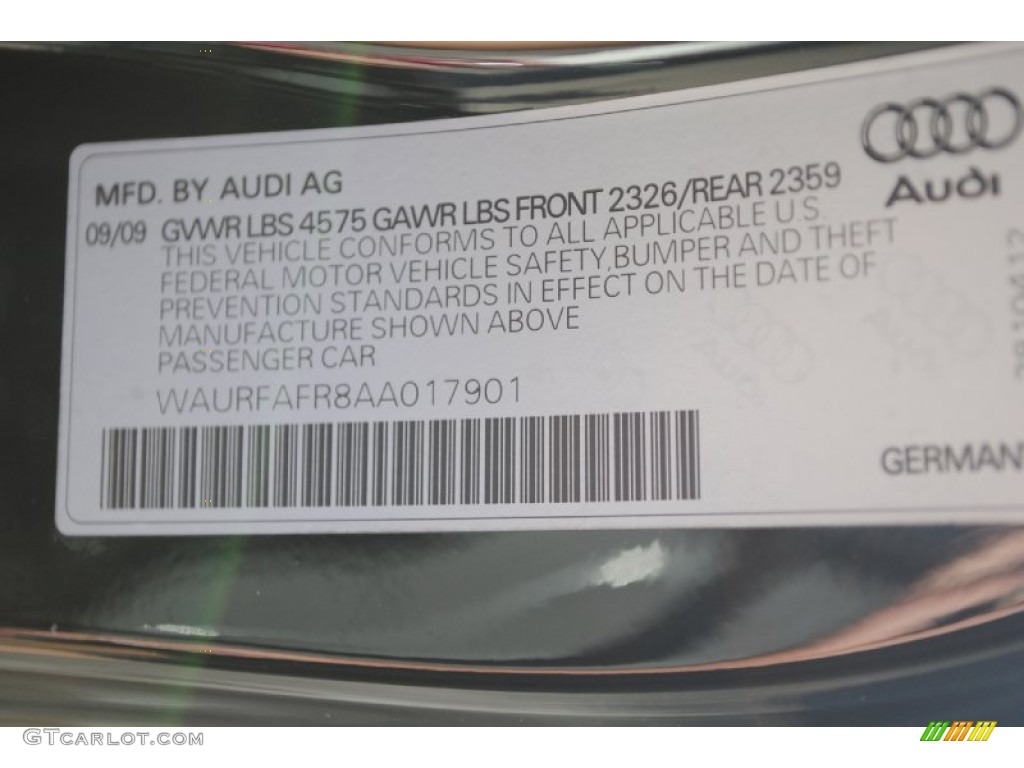 Audi
MFD. BY AUDI AG
09/09 GVWR LBS 4575 GAWR LBS FRONT 2326/REAR 2359
THIS VEHICLE CONFORMS TO ALL APPLICABLE U.S.
FEDERAL MOTOR VEHICLE SAFETY, BUMPER AND THEFT
PREVENTION STANDARDS IN EFFECT ON THE DATE OF
MANUFACTURE SHOWN ABOVE
PASSENGER CAR
WAURFAFR8AA017901
GERMAN
GTcarlot.com